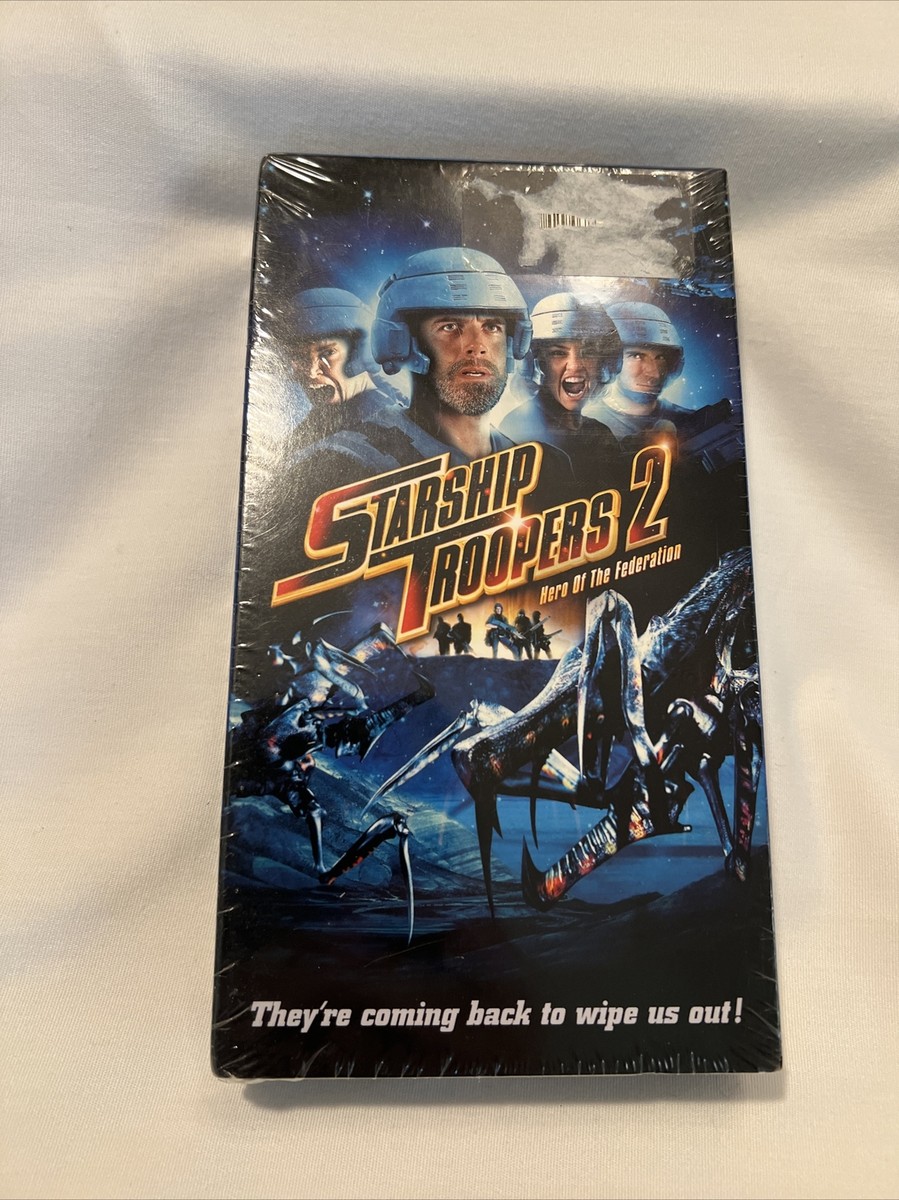 STARSHIP
TROOPERS 2
Hero Of The Federation
They're coming back to wipe us out!